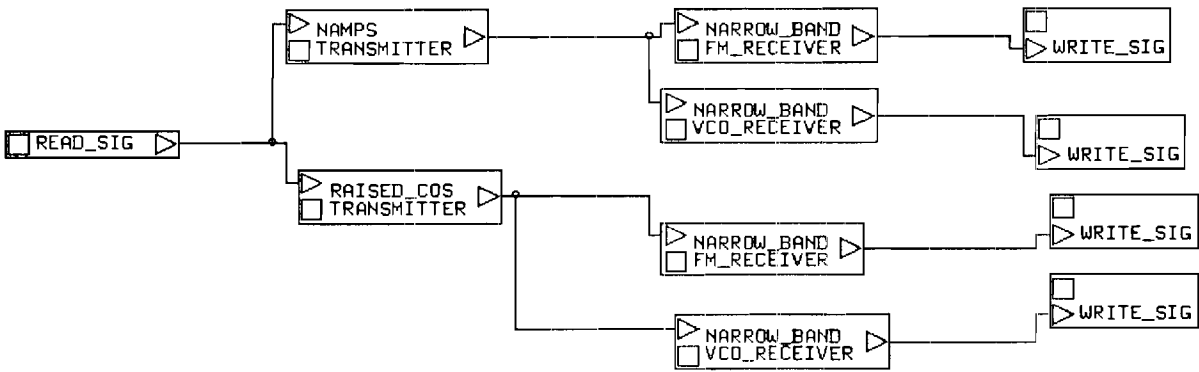 NAMPS
TRANSMITTER
NARROW_BAND
FM_RECEIVER
WRITE_SIG
NARROW_BAND
VCO_RECEIVER
WRITE_SIG
READ_SIG
RAISED_COS
TRANSMITTER
NARROW_BAND
FM_RECEIVER
WRITE_SIG
NARROW_BAND
VCO_RECEIVER
WRITE_SIG